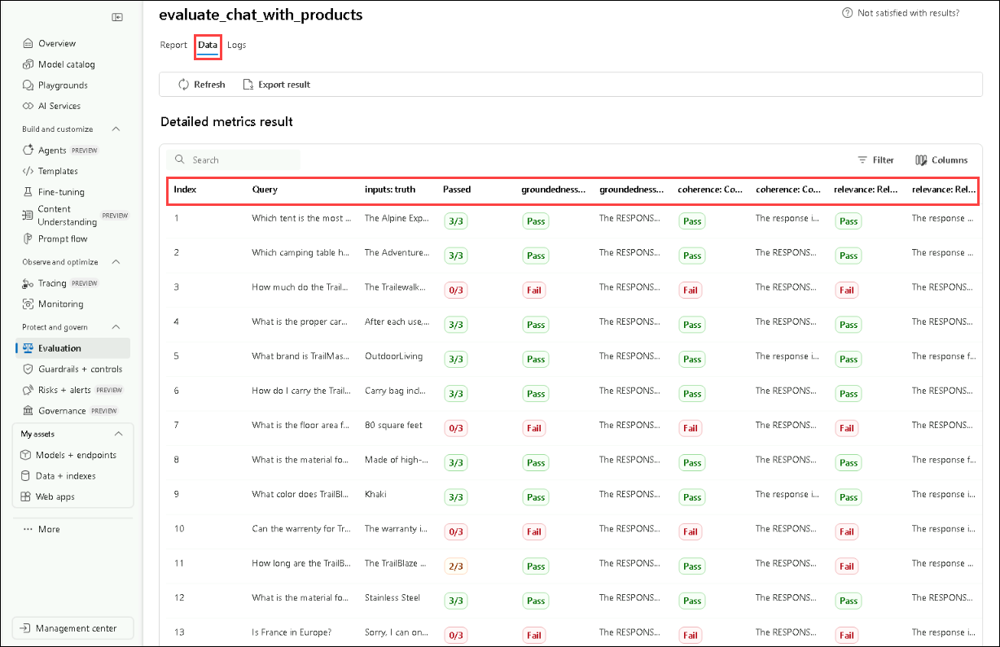 evaluate_chat_with_products
Not satisfied with results?
Report Data Logs
Refresh Export result
Detailed metrics result
Search Filter Columns
Index Query inputs: truth Passed groundedness... groundedness... coherence: Co... coherence: Co... relevance: Rel... relevance: Rel...
1 Which tent is the most ... The Alpine Exp... 3/3 Pass The RESPONS... Pass The response i... Pass The response ...
2 Which camping table h... The Adventure... 3/3 Pass The RESPONS... Pass The RESPONS... Pass The response ...
3 How much do the Trail... The Trailewalk... 0/3 Fail The RESPONS... Fail The RESPONS... Fail The RESPONS...
4 What is the proper car... After each use,... 3/3 Pass The RESPONS... Pass The RESPONS... Pass The RESPONS...
5 What brand is TrailMas... OutdoorLiving 3/3 Pass The RESPONS... Pass The response i... Pass The response f...
6 How do I carry the Trail... Carry bag incl... 3/3 Pass The RESPONS... Pass The RESPONS... Pass The RESPONS...
7 What is the floor area f... 80 square feet 0/3 Fail The RESPONS... Fail The RESPONS... Fail The RESPONS...
8 What is the material fo... Made of high-... 3/3 Pass The RESPONS... Pass The RESPONS... Pass The response f...
9 What color does TrailBl... Khaki 3/3 Pass The RESPONS... Pass The response i... Pass The response i...
10 Can the warrenty for Tr... The warranty i... 0/3 Fail The RESPONS... Fail The RESPONS... Fail The response i...
11 How long are the TrailB... The TrailBlaze ... 2/3 Pass The RESPONS... Pass The RESPONS... Fail The response ...
12 What is the material fo... Stainless Steel 3/3 Pass The RESPONS... Pass The RESPONS... Pass The response i...
13 Is France in Europe? Sorry, I can on... 0/3 Fail The RESPONS... Fail The RESPONS... Fail The response i...
Overview
Model catalog
Playgrounds
AI Services
Build and customize
Agents PREVIEW
Templates
Fine-tuning
Content
Understanding PREVIEW
Prompt flow
Observe and optimize
Tracing PREVIEW
Monitoring
Protect and govern
Evaluation
Guardrails + controls
Risks + alerts PREVIEW
Governance PREVIEW
My assets
Models + endpoints
Data + indexes
Web apps
More
Management center